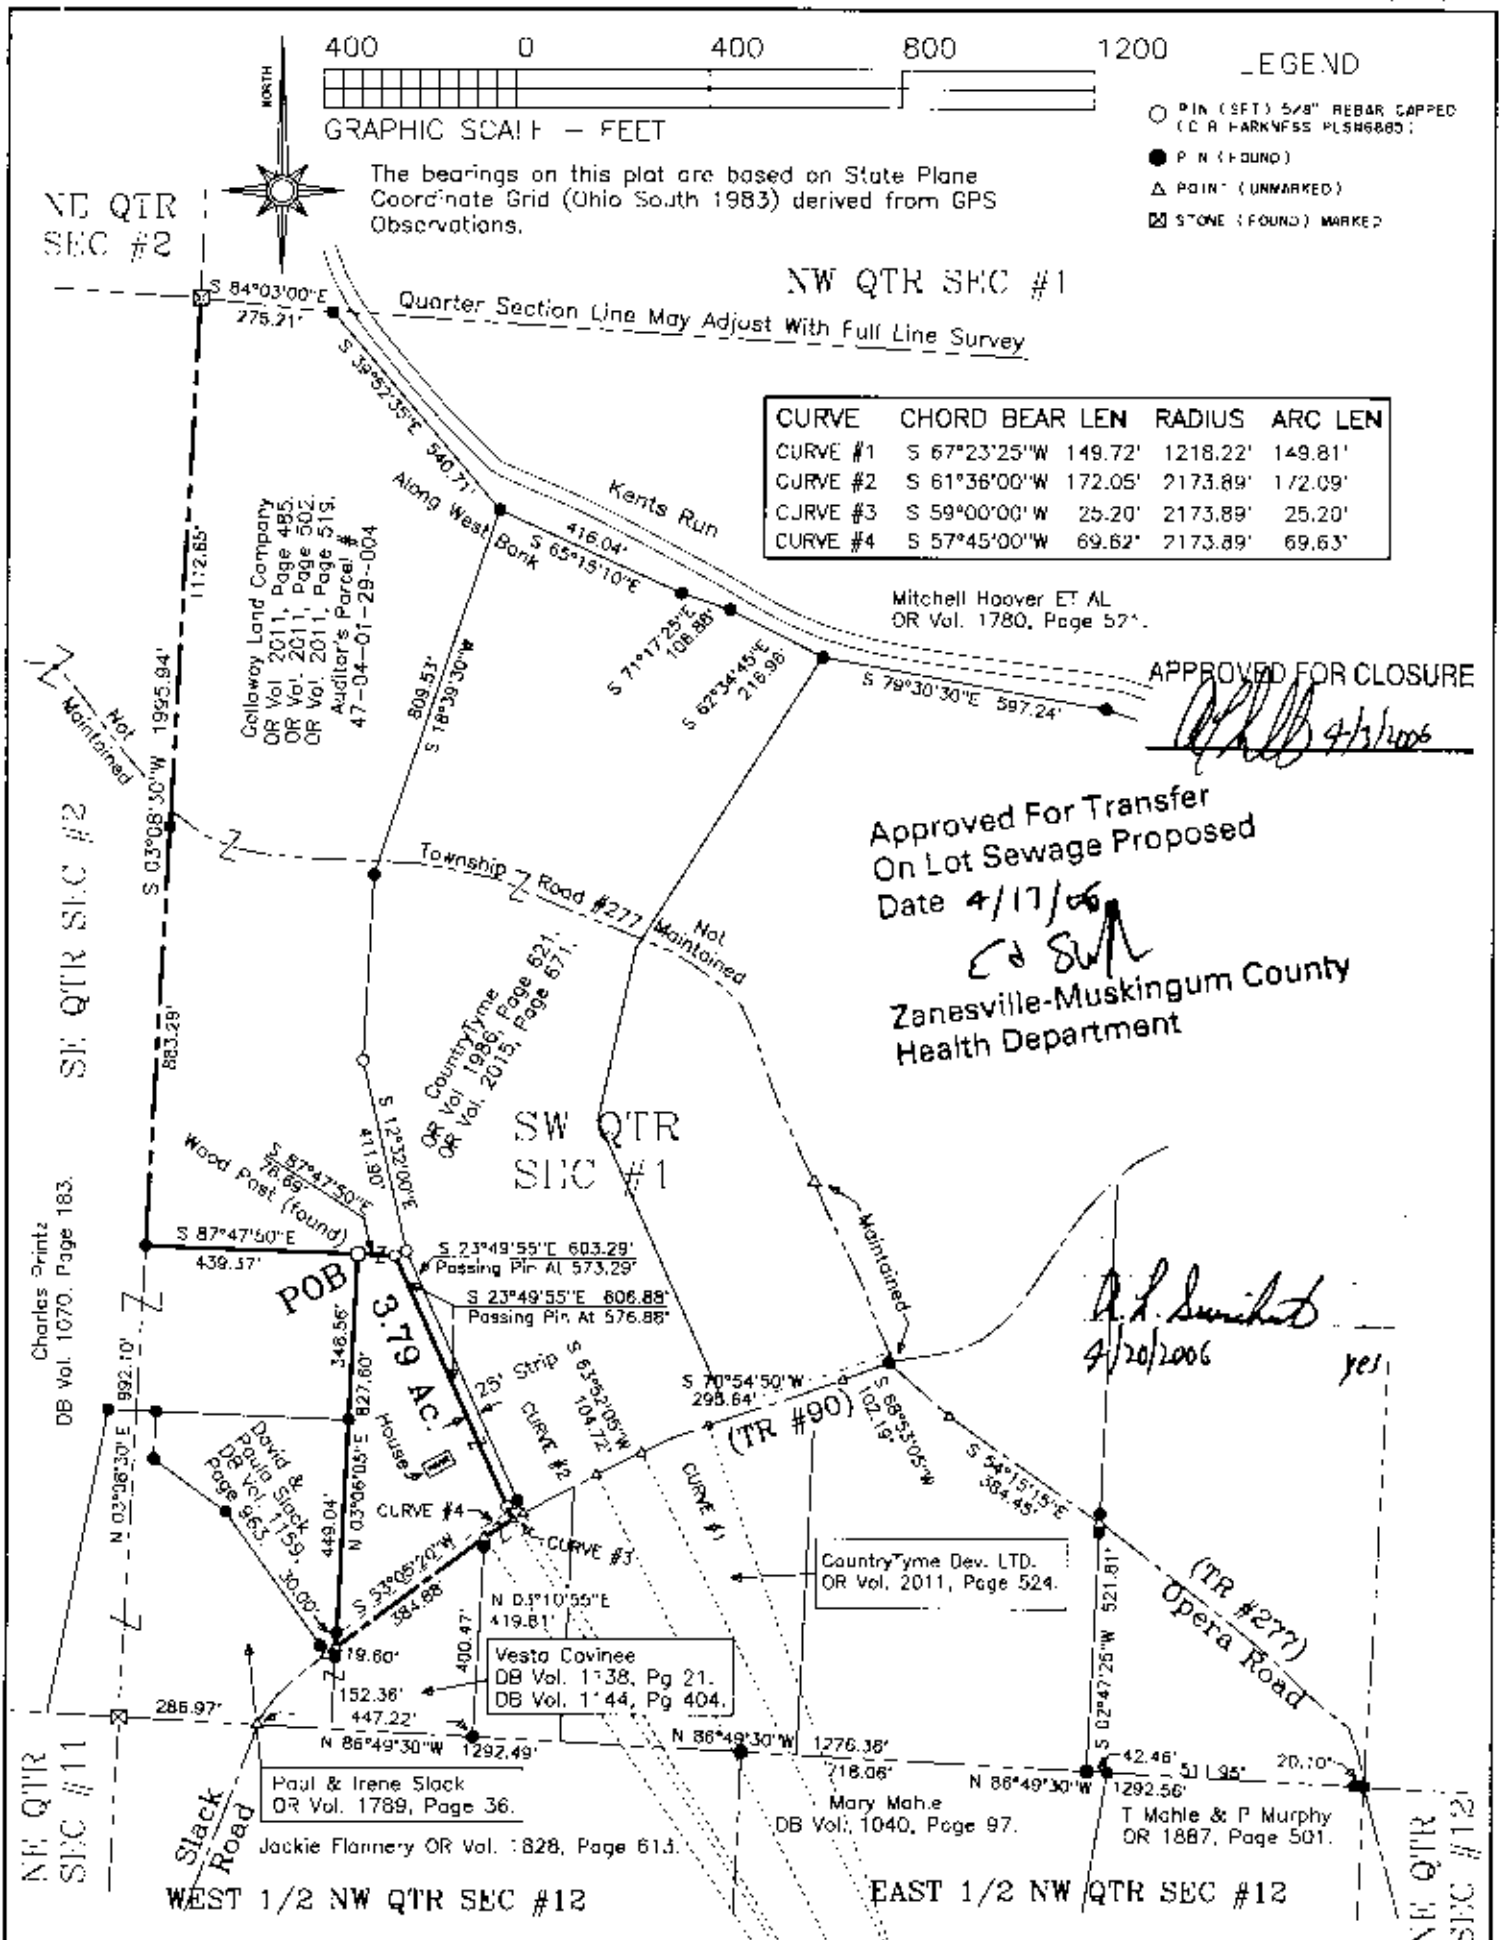 400 0 400 800 1200
GRAPHIC SCALE – FEET
NORTH
LEGEND
PIN (SET) 5/8" REBAR CAPPED
(C R HARKNESS PLS#6885)
PIN (FOUND)
POINT (UNMARKED)
STONE (FOUND) MARKED
The bearings on this plat are based on State Plane
Coordinate Grid (Ohio South 1983) derived from GPS
Observations.
NE QTR
SEC #2
NW QTR SEC #1
S 84°03'00"E
275.21'
Quarter Section Line May Adjust With Full Line Survey
S 39°52'35"E 540.71'
Along West Bank
Kents Run
416.04'
S 65°15'10"E
S 71°17'25"E
108.88'
S 62°34'45"E
216.96'
S 79°30'30"E 597.24'
CURVE CHORD BEAR LEN RADIUS ARC LEN
CURVE #1 S 67°23'25"W 149.72' 1218.22' 149.81'
CURVE #2 S 61°36'00"W 172.05' 2173.89' 172.09'
CURVE #3 S 59°00'00"W 25.20' 2173.89' 25.20'
CURVE #4 S 57°45'00"W 69.62' 2173.89' 69.63'
Mitchell Hoover ET AL
OR Vol. 1780, Page 521.
APPROVED FOR CLOSURE
4/3/2006
Approved For Transfer
On Lot Sewage Proposed
Date 4/17/06
Zanesville-Muskingum County
Health Department
1112.65'
S 03°08'30"W 1995.94'
883.29'
Galloway Land Company
OR Vol 2011, Page 485.
OR Vol. 2011, Page 502.
OR Vol. 2011, Page 519.
Auditor's Parcel #
47-04-01-29-004
809.53'
S 18°39'30"W
Not
Maintained
Township Road #277
Not
Maintained
SE QTR SEC #2
CountryTyme
OR Vol 1986, Page 621.
OR Vol. 2015, Page 671.
S 12°32'00"E
411.90'
SW QTR
SEC #1
S 87°47'50"E
78.69'
Wood Post (found)
S 87°47'50"E
439.37'
POB
S 23°49'55"E 603.29'
Passing Pin At 573.29'
S 23°49'55"E 606.88'
Passing Pin At 576.88'
3.79 Ac.
25' Strip
House
Maintained
Charles Printz
DB Vol. 1070, Page 183.
992.10'
N 03°08'30"E
348.56'
827.60'
N 03°06'05"E
449.04'
30.00'
David &
Paula Slack
DB Vol. 1159,
Page 963.
S 63°52'05"W
104.72'
CURVE #2
CURVE #4
CURVE #3
CURVE #1
S 70°54'50"W
295.64'
(TR #90)
S 68°53'05"W
102.19'
S 54°15'15"E
384.45'
4/20/2006
yes
S 53°05'20"W
384.88'
19.60'
N 03°10'55"E
419.81'
400.47'
CountryTyme Dev. LTD.
OR Vol. 2011, Page 524.
Vesta Covinee
DB Vol. 1138, Pg 21.
DB Vol. 1144, Pg 404.
(TR #277)
Opera Road
521.81'
S 02°47'25"W
286.97'
152.36'
447.22'
N 86°49'30"W 1292.49'
N 86°49'30"W 1276.38'
718.06'
N 86°49'30"W
42.46'
511.95'
1292.56'
20.10'
Paul & Irene Slack
OR Vol. 1789, Page 36.
Slack
Road
Jackie Flannery OR Vol. 1828, Page 613.
Mary Mahle
DB Vol. 1040, Page 97.
T Mahle & P Murphy
OR 1887, Page 501.
NE QTR
SEC #11
WEST 1/2 NW QTR SEC #12
EAST 1/2 NW QTR SEC #12
NE QTR
SEC #12